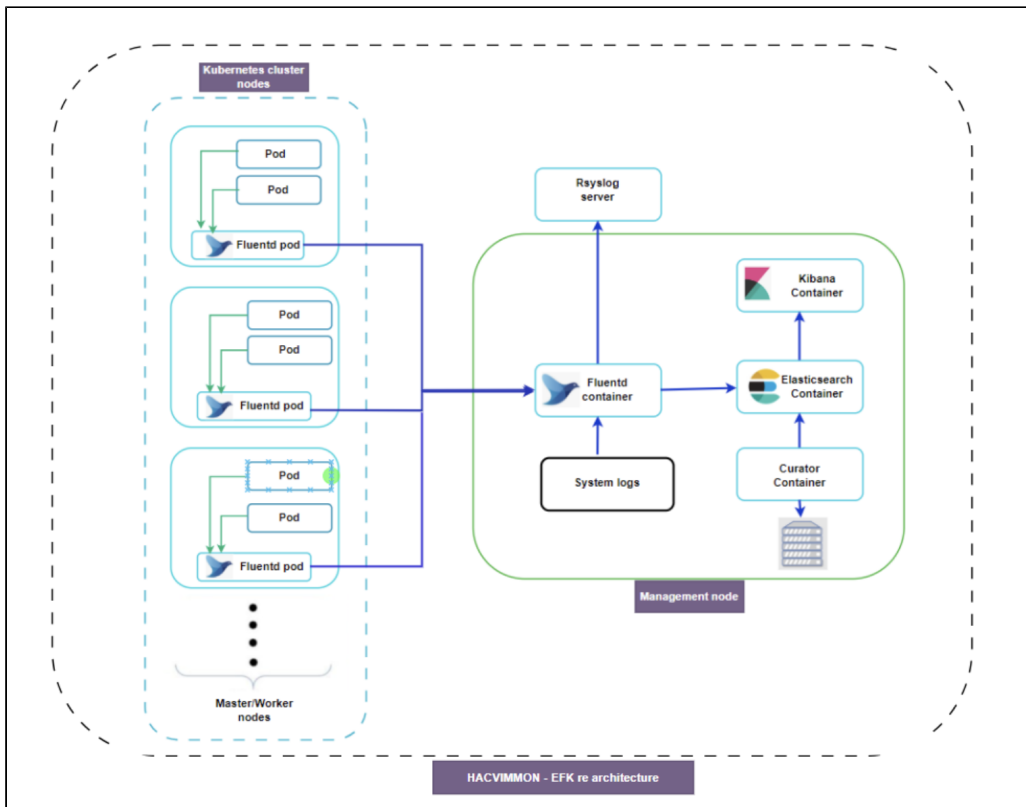 Kubernetes cluster
nodes
Pod
Pod
Fluentd pod
Pod
Pod
Fluentd pod
Pod
Pod
Fluentd pod
Master/Worker
nodes
Rsyslog
server
Kibana
Container
Fluentd
container
Elasticsearch
Container
System logs
Curator
Container
Management node
HACVIMMON - EFK re architecture